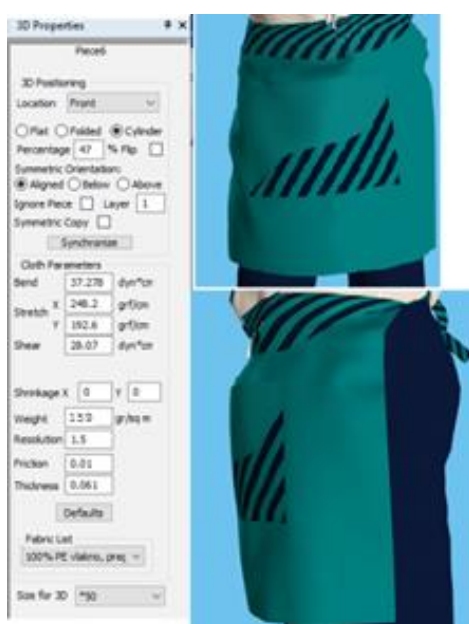 3D Properties
Piece6
3D Positioning
Location Front
Flat Folded Cylinder
Percentage 47 % Flip
Symmetric Orientation:
Aligned Below Above
Ignore Piece Layer 1
Symmetric Copy
Synchronize
Cloth Parameters
Bend 37.278 dyn*cm
Stretch X 248.2 grf/cm
Y 192.6 grf/cm
Shear 28.07 dyn*cm
Shrinkage X 0 Y 0
Weight 150 gr/sq m
Resolution 1.5
Friction 0.01
Thickness 0.061
Defaults
Fabric List
100% PE vlakno, prep
Size for 3D *50